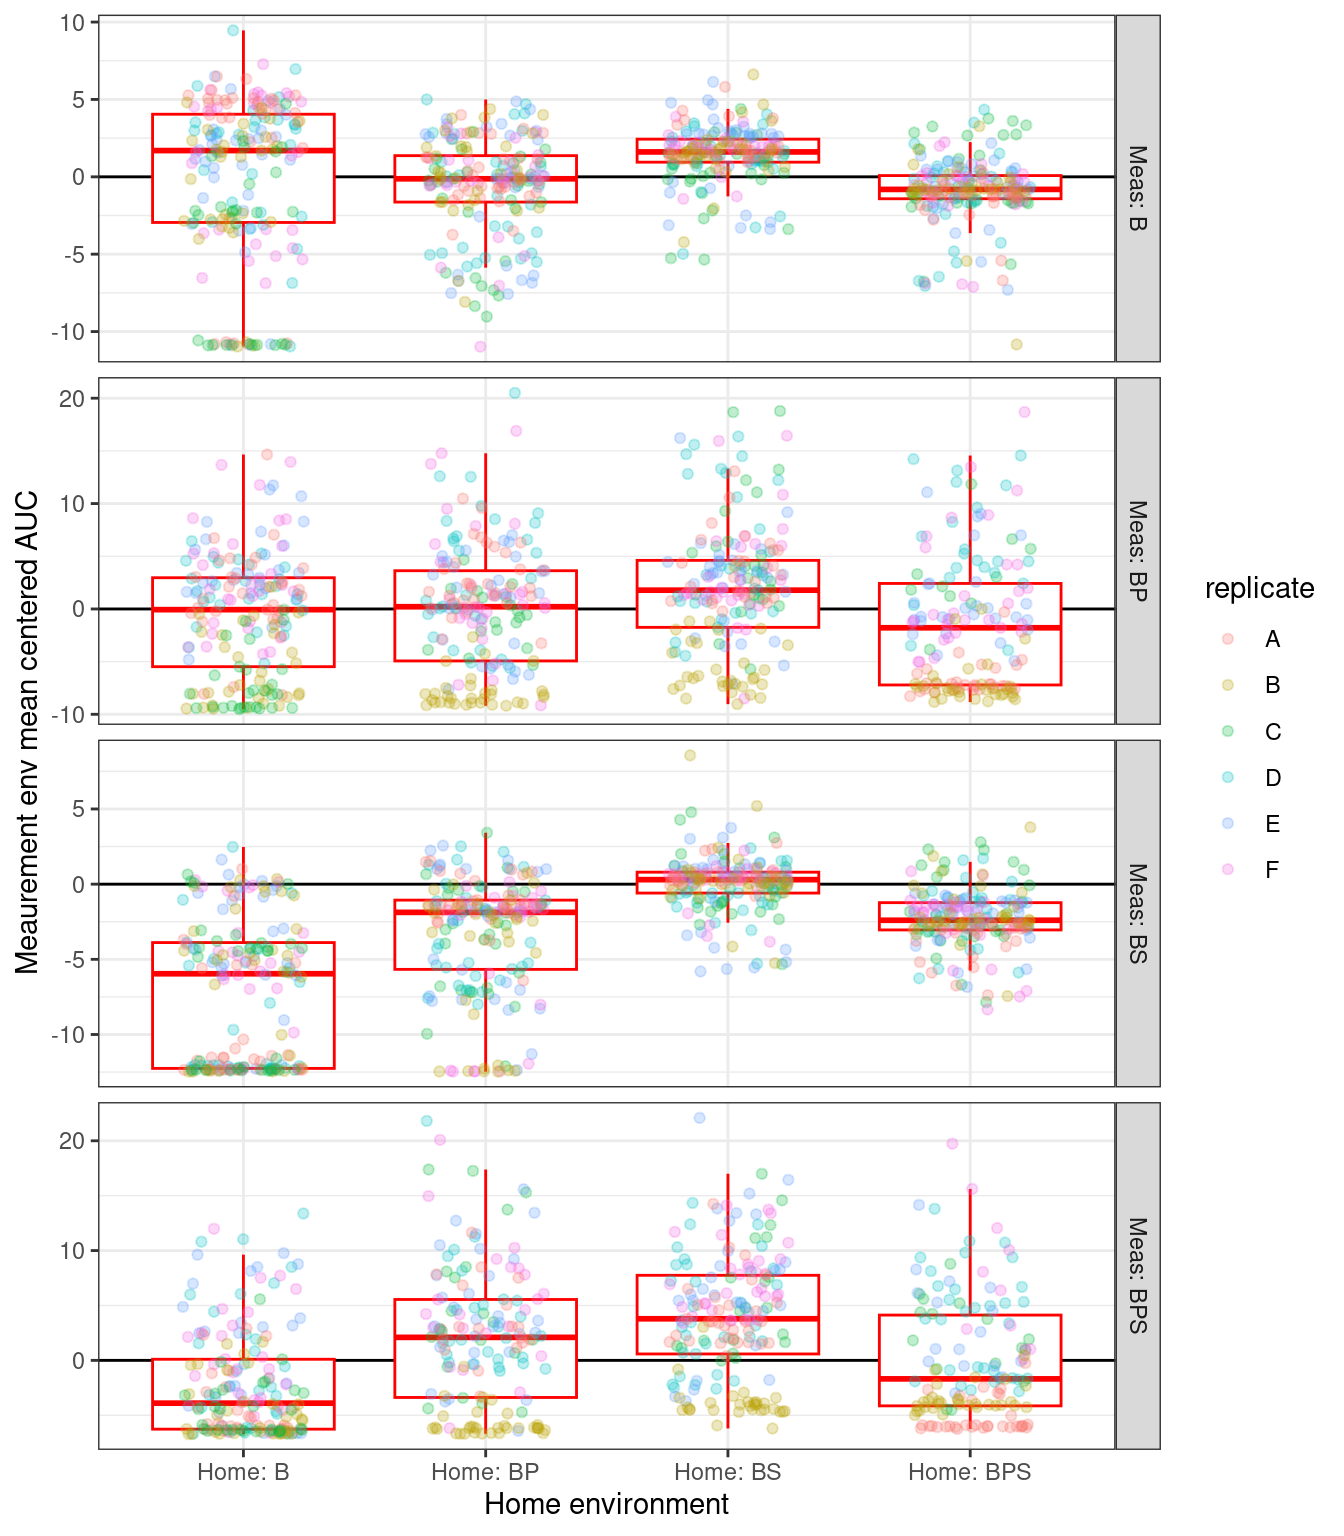 10
5
0
-5
-10
Meas: B
20
10
0
-10
Meas: BP
5
0
-5
-10
Meas: BS
20
10
0
Meas: BPS
Meaurement env mean centered AUC
Home: B
Home: BP
Home: BS
Home: BPS
Home environment
replicate
A
B
C
D
E
F